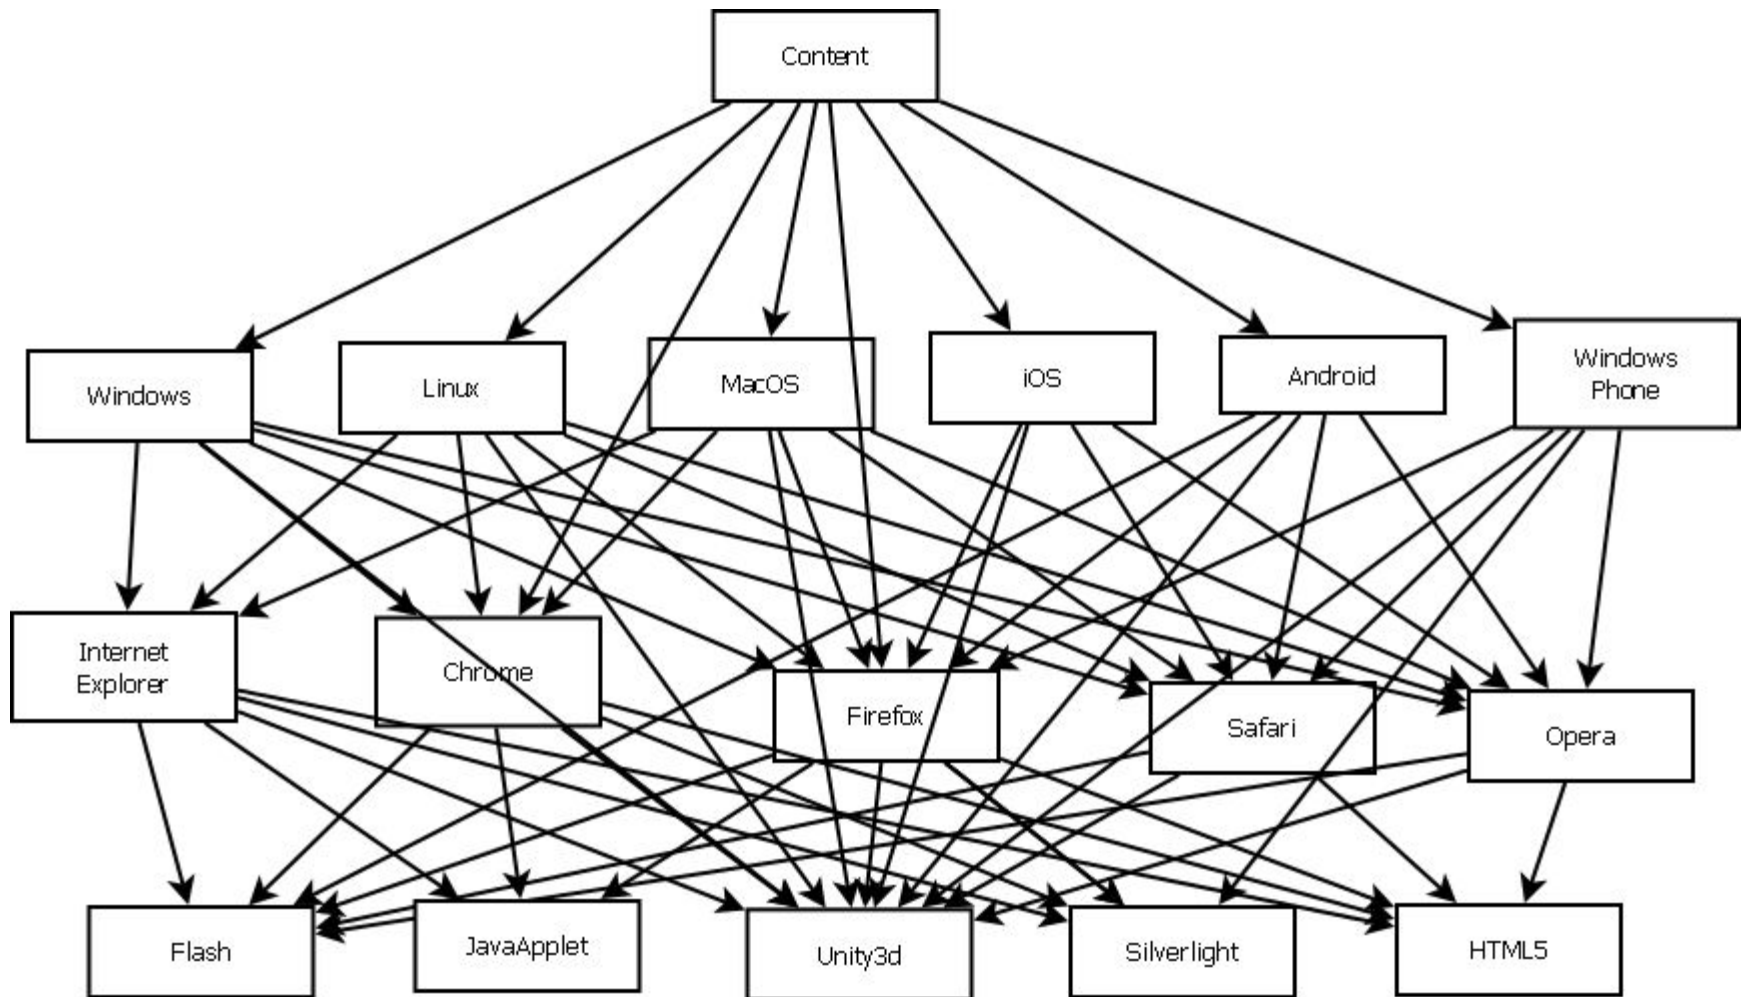 Content
Windows
Linux
MacOS
iOS
Android
Windows
Phone
Internet
Explorer
Chrome
Firefox
Safari
Opera
Flash
JavaApplet
Unity3d
Silverlight
HTML5